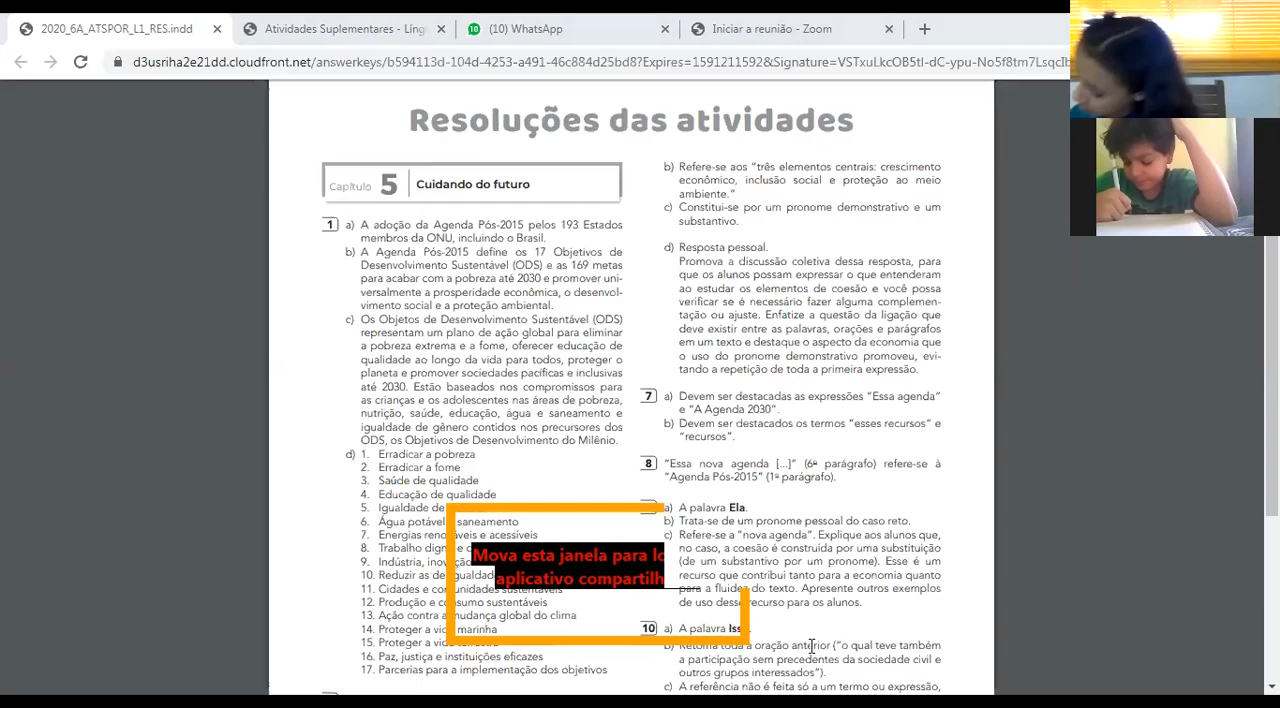 2020_6A_ATSPOR_L1_RES.indd
Atividades Suplementares - Língu
(10) WhatsApp
Iniciar a reunião - Zoom
d3usriha2e21dd.cloudfront.net/answerkeys/b594113d-104d-4253-a491-46c884d25bd8?Expires=1591211592&Signature=
Resoluções das atividades
Capítulo 5 Cuidando do futuro
1 a) A adoção da Agenda Pós-2015 pelos 193 Estados
membros da ONU, incluindo o Brasil.
b) A Agenda Pós-2015 define os 17 Objetivos de
Desenvolvimento Sustentável (ODS) e as 169 metas
para acabar com a pobreza até 2030 e promover uni-
versalmente a prosperidade econômica, o desenvol-
vimento social e a proteção ambiental.
c) Os Objetos de Desenvolvimento Sustentável (ODS)
representam um plano de ação global para eliminar
a pobreza extrema e a fome, oferecer educação de
qualidade ao longo da vida para todos, proteger o
planeta e promover sociedades pacíficas e inclusivas
até 2030. Estão baseados nos compromissos para
as crianças e os adolescentes nas áreas de pobreza,
nutrição, saúde, educação, água e saneamento e
igualdade de gênero contidos nos precursores dos
ODS, os Objetivos de Desenvolvimento do Milênio.
d) 1. Erradicar a pobreza
2. Erradicar a fome
3. Saúde de qualidade
4. Educação de qualidade
5. Igualdade de
6. Água potável saneamento
7. Energias renováveis e acessíveis
8. Trabalho digno e
9. Indústria, inovação
10. Reduzir as desigualdad
11. Cidades e comunidades sustentáveis
12. Produção e consumo sustentáveis
13. Ação contra a mudança global do clima
14. Proteger a vida marinha
15. Proteger a vida terrestre
16. Paz, justiça e instituições eficazes
17. Parcerias para a implementação dos objetivos
Mova esta janela para lo
aplicativo compartilh
b) Refere-se aos “três elementos centrais: crescimento
econômico, inclusão social e proteção ao meio
ambiente.”
c) Constitui-se por um pronome demonstrativo e um
substantivo.
d) Resposta pessoal.
Promova a discussão coletiva dessa resposta, para
que os alunos possam expressar o que entenderam
ao estudar os elementos de coesão e você possa
verificar se é necessário fazer alguma complemen-
tação ou ajuste. Enfatize a questão da ligação que
deve existir entre as palavras, orações e parágrafos
em um texto e destaque o aspecto da economia que
o uso do pronome demonstrativo promoveu, evi-
tando a repetição de toda a primeira expressão.
7 a) Devem ser destacadas as expressões “Essa agenda”
e “A Agenda 2030”.
b) Devem ser destacados os termos “esses recursos” e
“recursos”.
8 “Essa nova agenda [...]” (6º parágrafo) refere-se à
“Agenda Pós-2015” (1º parágrafo).
a) A palavra Ela.
b) Trata-se de um pronome pessoal do caso reto.
c) Refere-se a “nova agenda”. Explique aos alunos que,
no caso, a coesão é construída por uma substituição
(de um substantivo por um pronome). Esse é um
recurso que contribui tanto para a economia quanto
para a fluidez do texto. Apresente outros exemplos
de uso desse recurso para os alunos.
10 a) A palavra Iss
b) Retoma toda a oração anterior (“o qual teve também
a participação sem precedentes da sociedade civil e
outros grupos interessados”).
c) A referência não é feita só a um termo ou expressão,